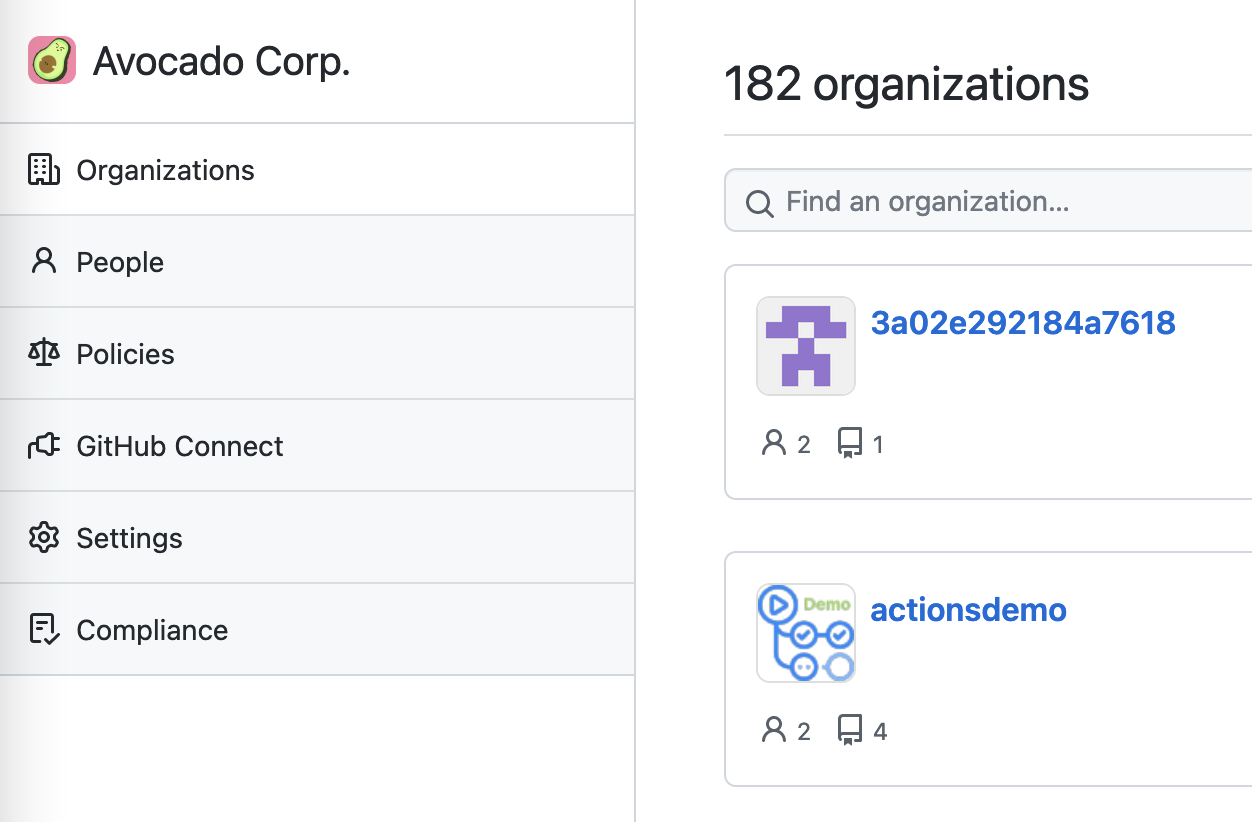 Avocado Corp.
Organizations
People
Policies
GitHub Connect
Settings
Compliance
182 organizations
Find an organization...
3a02e292184a7618
2 1
Demo
actionsdemo
2 4